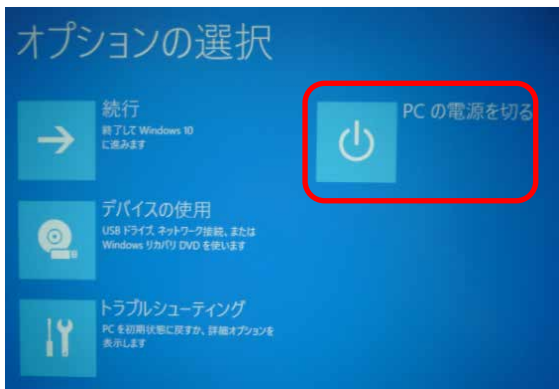 オプションの選択
続行
終了して Windows 10
に進みます
PC の電源を切る
デバイスの使用
USB ドライブ、ネットワーク接続、または
Windows リカバリ DVD を使います
トラブルシューティング
PC を初期状態に戻すか、詳細オプションを
表示します